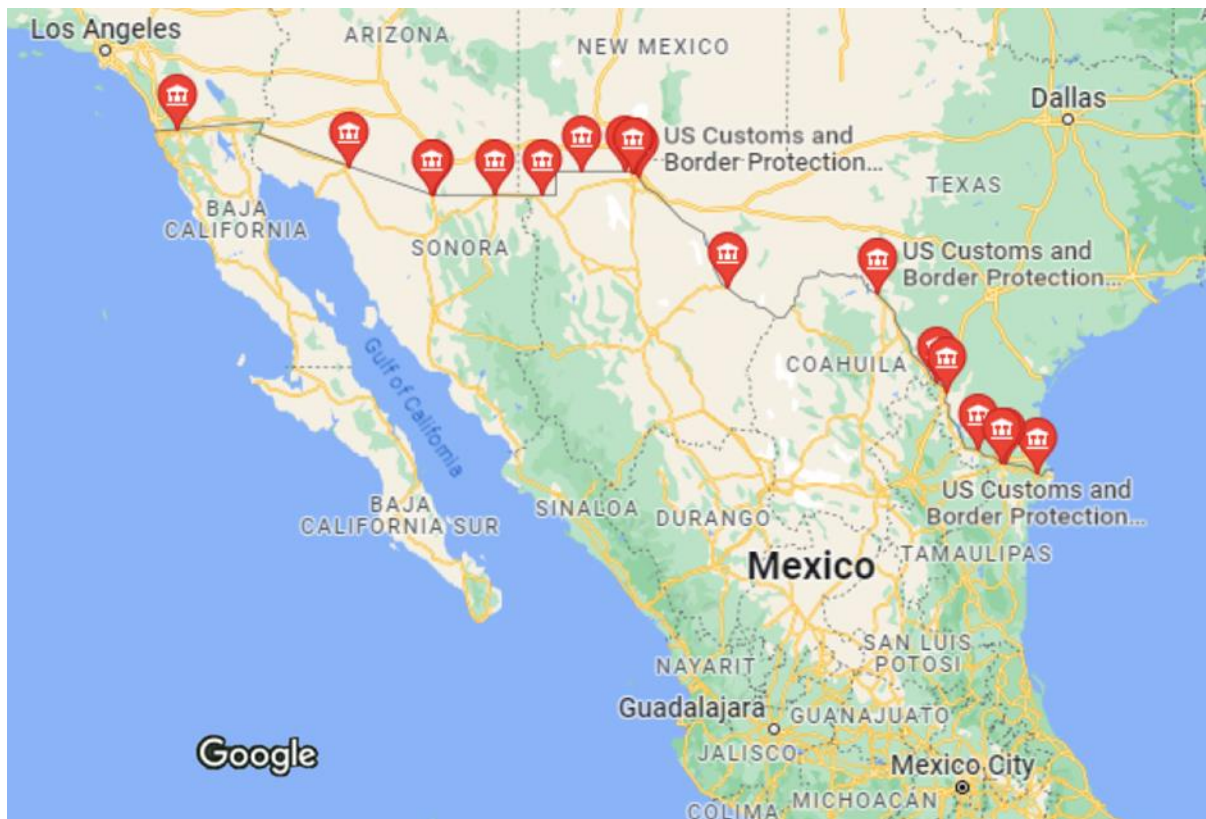 Los Angeles
ARIZONA
NEW MEXICO
Dallas
US Customs and
Border Protection...
TEXAS
BAJA
CALIFORNIA
SONORA
US Customs and
Border Protection...
Gulf of California
COAHUILA
BAJA
CALIFORNIA SUR
SINALOA
DURANGO
US Customs and
Border Protection...
TAMAULIPAS
Mexico
SAN LUIS
POTOSI
NAYARIT
Guadalajara
GUANAJUATO
JALISCO
Google
Mexico City
MICHOACÁN
COLIMA